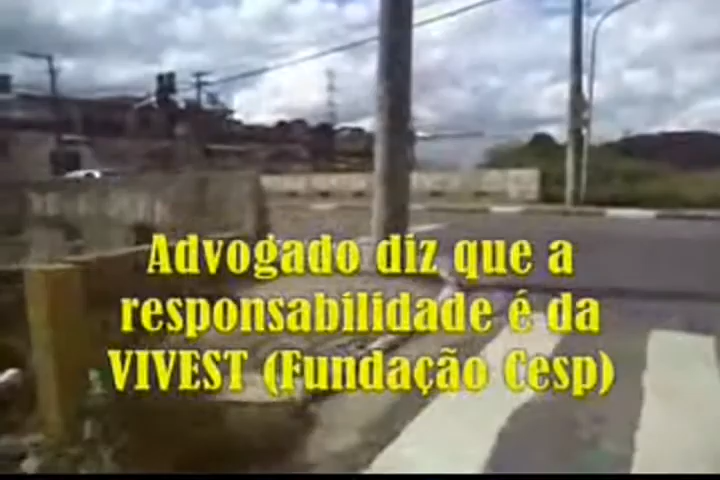 Advogado diz que a
responsabilidade é da
VIVEST (Fundação Cesp)